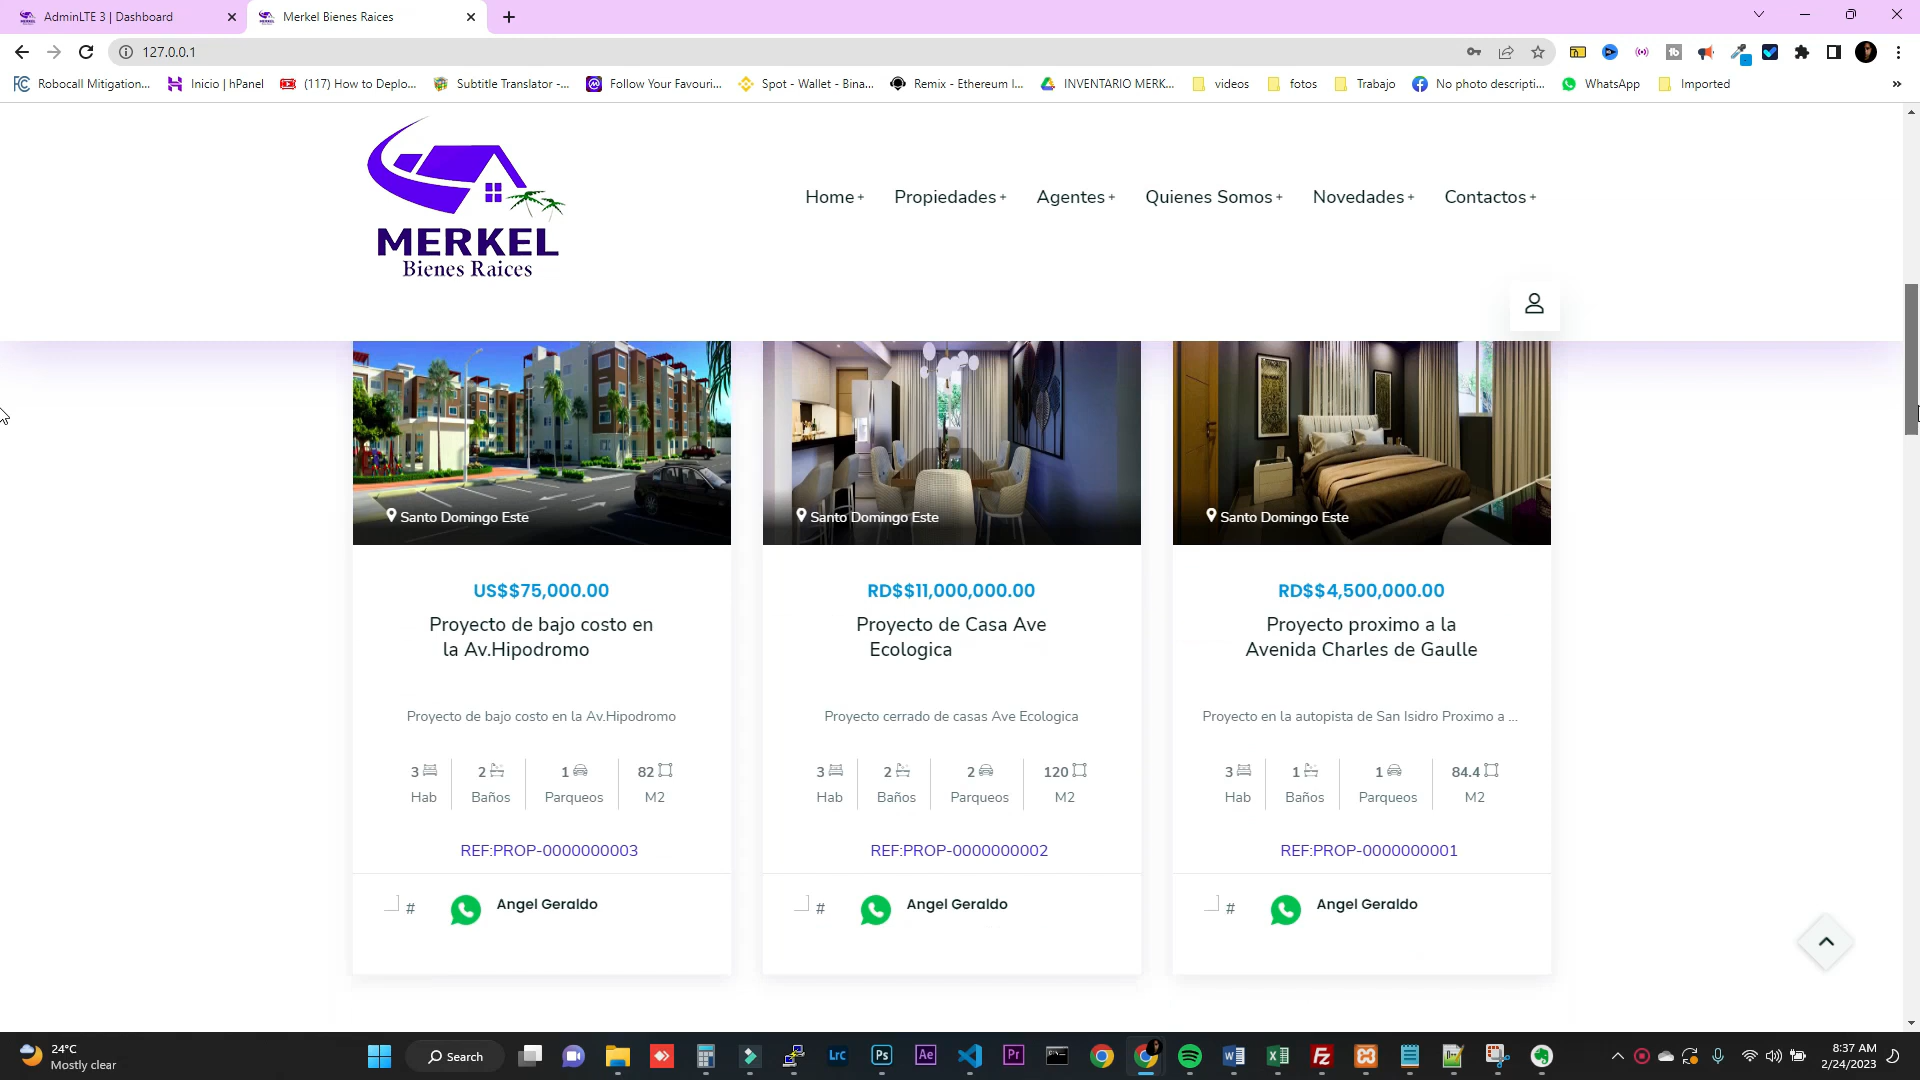 AdminLTE 3 | Dashboard
Merkel Bienes Raices
127.0.0.1
Robocall Mitigation...
Inicio | hPanel
(117) How to Deplo...
Subtitle Translator -...
Follow Your Favouri...
Spot - Wallet - Bina...
Remix - Ethereum I...
INVENTARIO MERK...
videos
fotos
Trabajo
No photo descripti...
WhatsApp
Imported
»
MERKEL
Bienes Raices
Home +
Propiedades +
Agentes +
Quienes Somos +
Novedades +
Contactos +
Santo Domingo Este
US$$75,000.00
Proyecto de bajo costo en
la Av.Hipodromo
Proyecto de bajo costo en la Av.Hipodromo
3
Hab
2
Baños
1
Parqueos
82
M2
REF:PROP-0000000003
#
Angel Geraldo
Santo Domingo Este
RD$$11,000,000.00
Proyecto de Casa Ave
Ecologica
Proyecto cerrado de casas Ave Ecologica
3
Hab
2
Baños
2
Parqueos
120
M2
REF:PROP-0000000002
#
Angel Geraldo
Santo Domingo Este
RD$$4,500,000.00
Proyecto proximo a la
Avenida Charles de Gaulle
Proyecto en la autopista de San Isidro Proximo a ...
3
Hab
1
Baños
1
Parqueos
84.4
M2
REF:PROP-0000000001
#
Angel Geraldo
24°C
Mostly clear
Search
Lrc
Ps
Ae
Pr
8:37 AM
2/24/2023